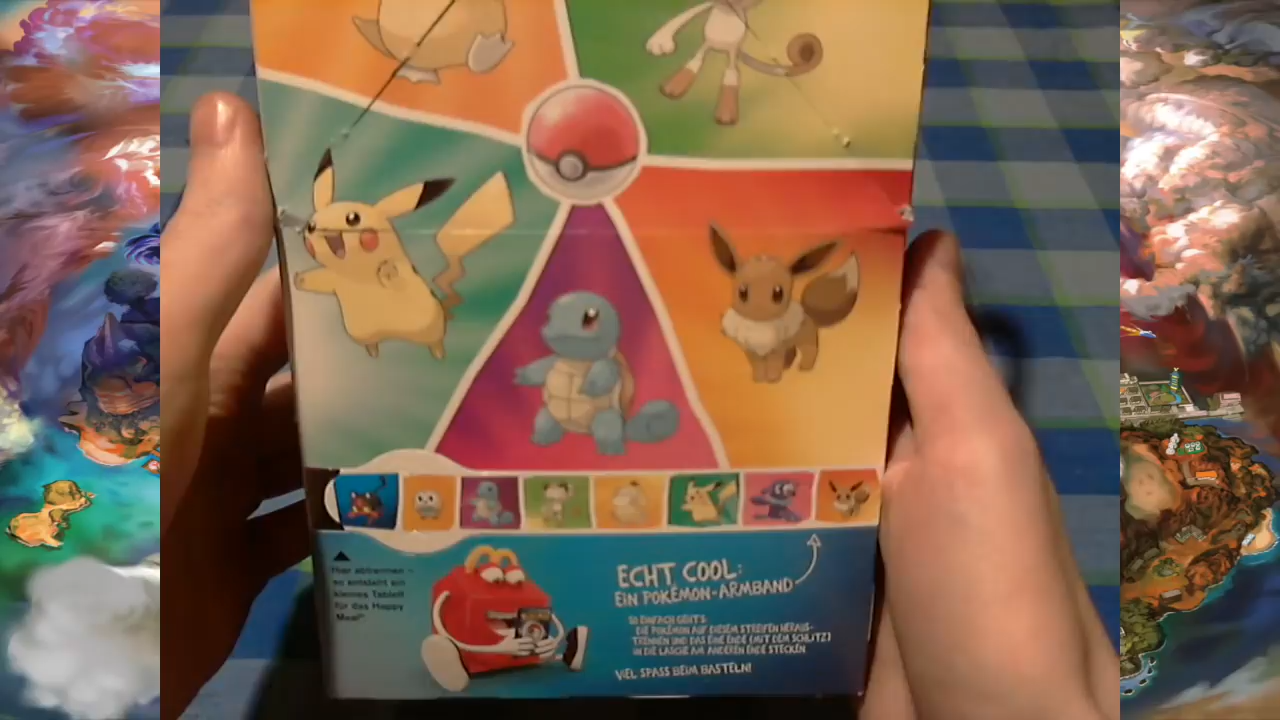 Hier abtrennen –
so entsteht ein
kleines Tablett
für das Happy
Meal
ECHT COOL:
EIN POKÉMON-ARMBAND
SO EINFACH GEHT'S:
DIE POKÉMON AUF DIESEM STREIFEN HERAUS-
TRENNEN UND DAS EINE ENDE (MIT DEM SCHLITZ)
IN DIE LASCHE AM ANDEREN ENDE STECKEN
VIEL SPASS BEIM BASTELN!